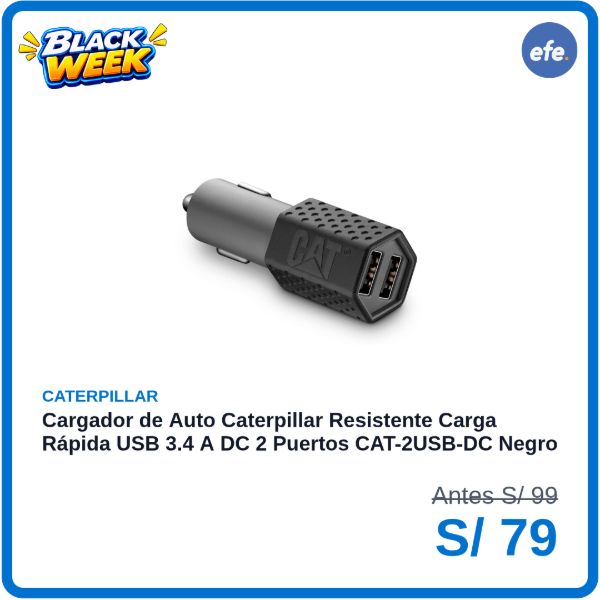 BLACK
WEEK
efe.
CAT
CATERPILLAR
Cargador de Auto Caterpillar Resistente Carga
Rápida USB 3.4 A DC 2 Puertos CAT-2USB-DC Negro
Antes S/ 99
S/ 79